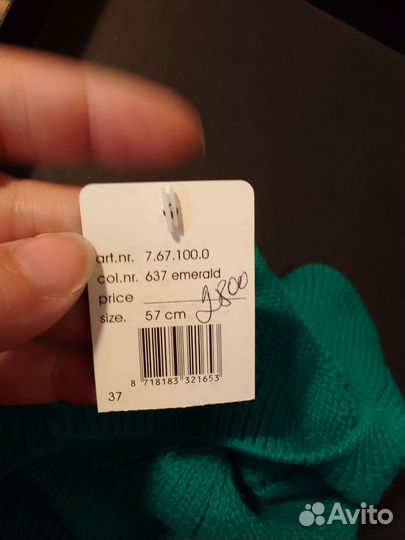 art.nr. 7.67.100.0
col.nr. 637 emerald
price 2800
size. 57 cm
8 718183 321653
37
Avito